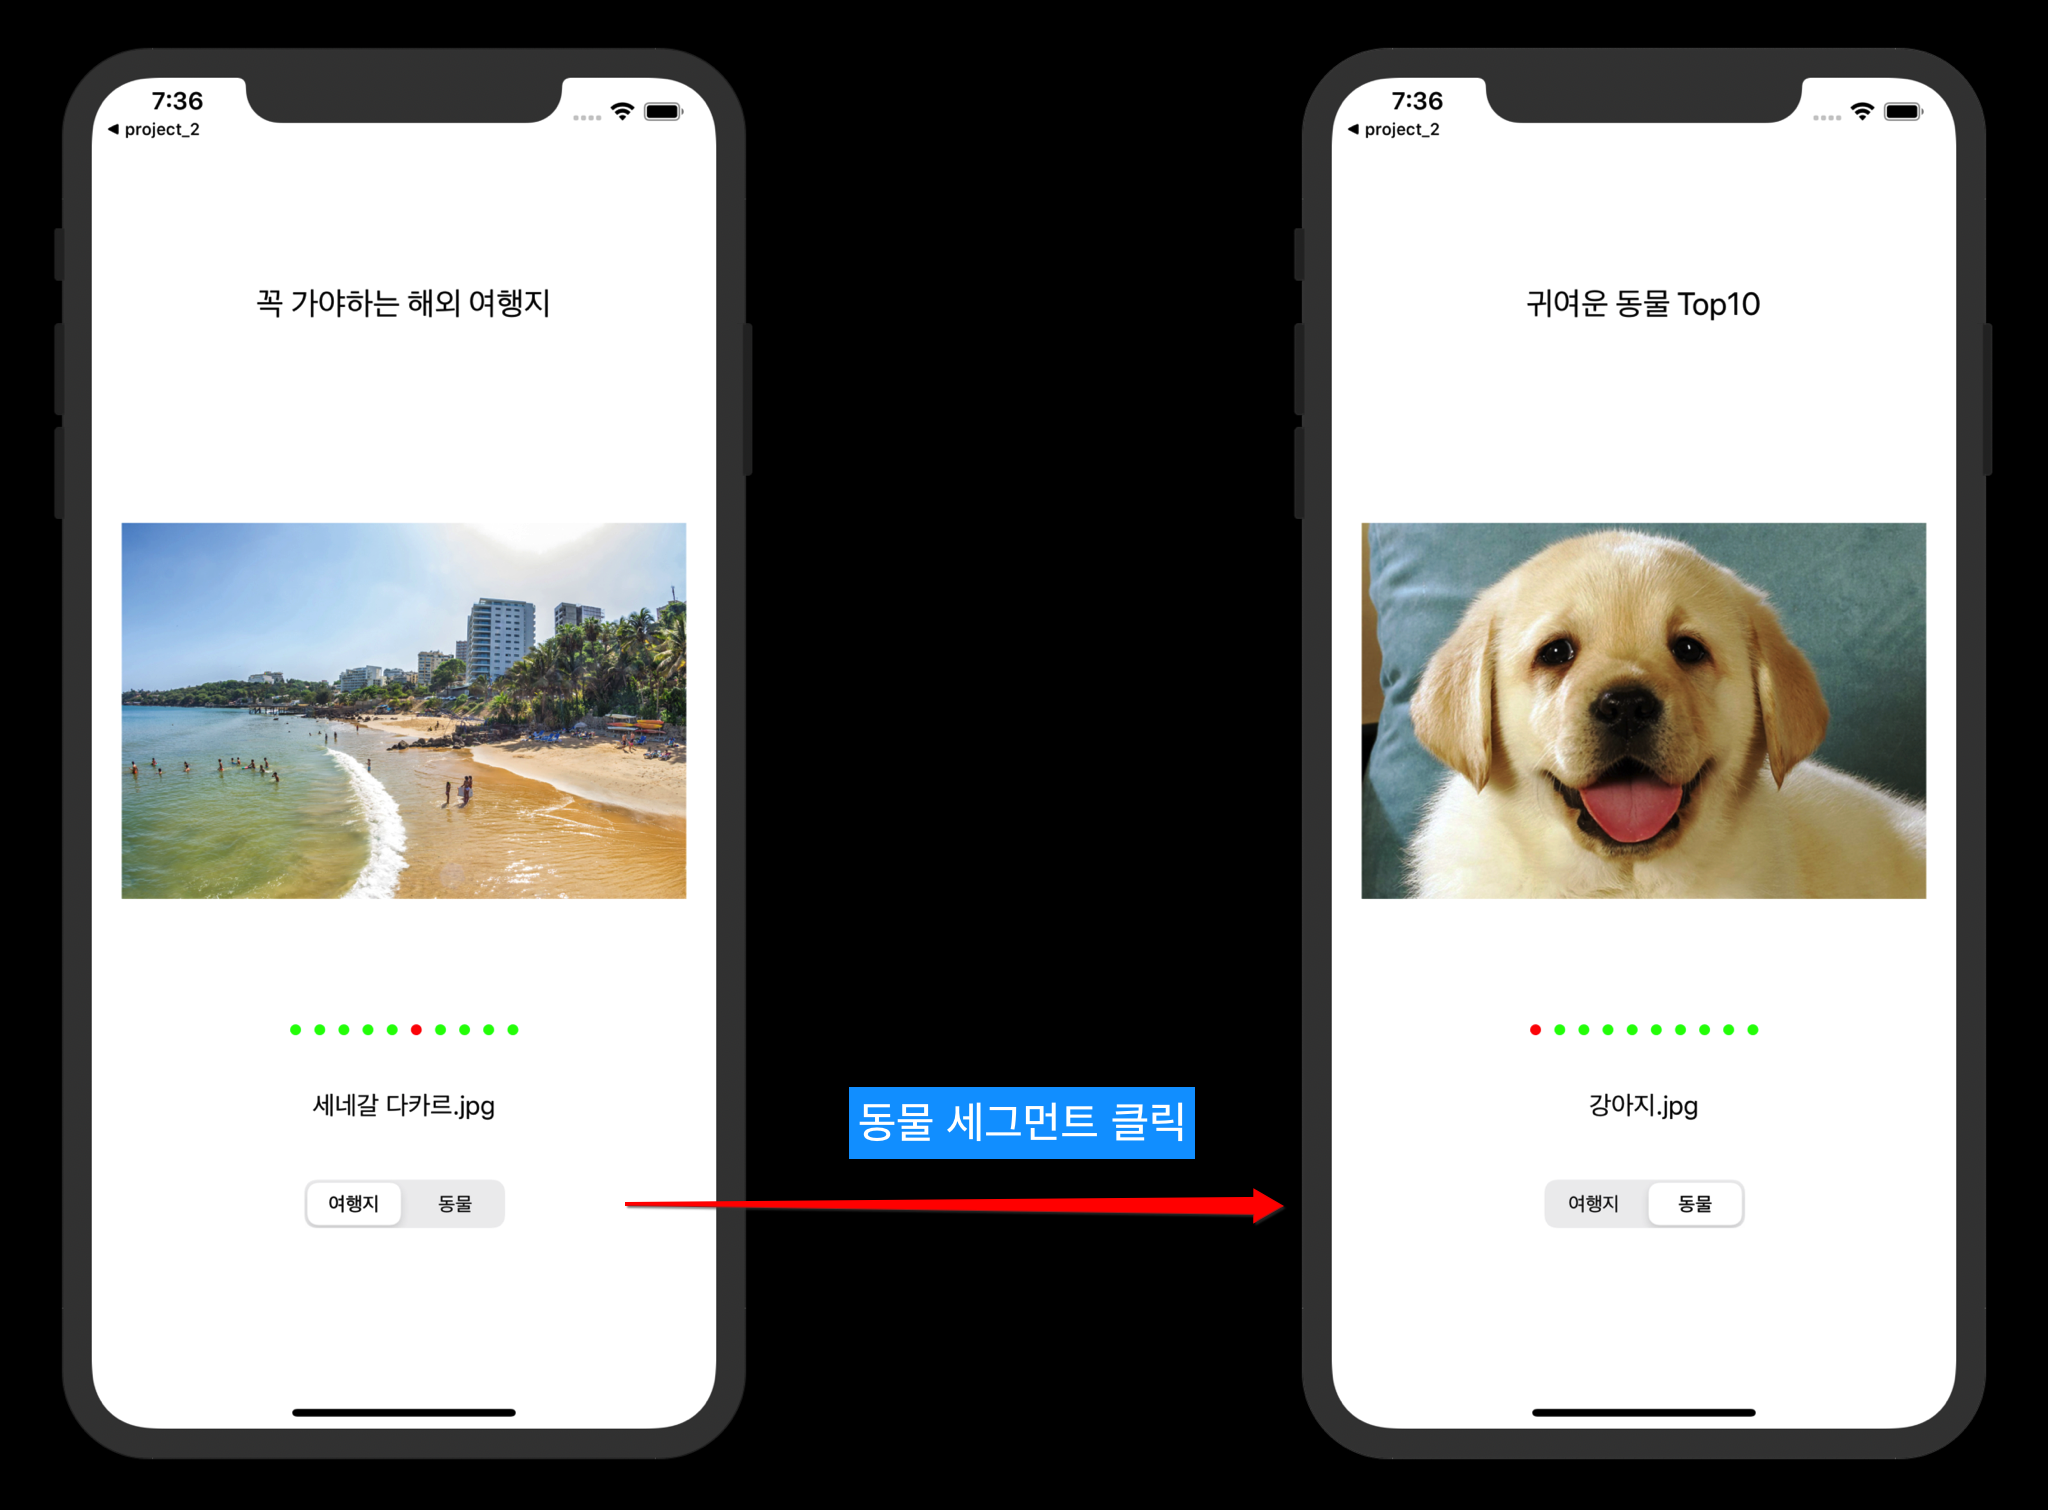 7:36
◀ project_2
꼭 가야하는 해외 여행지
세네갈 다카르.jpg
여행지 동물
동물 세그먼트 클릭
7:36
◀ project_2
귀여운 동물 Top10
강아지.jpg
여행지 동물